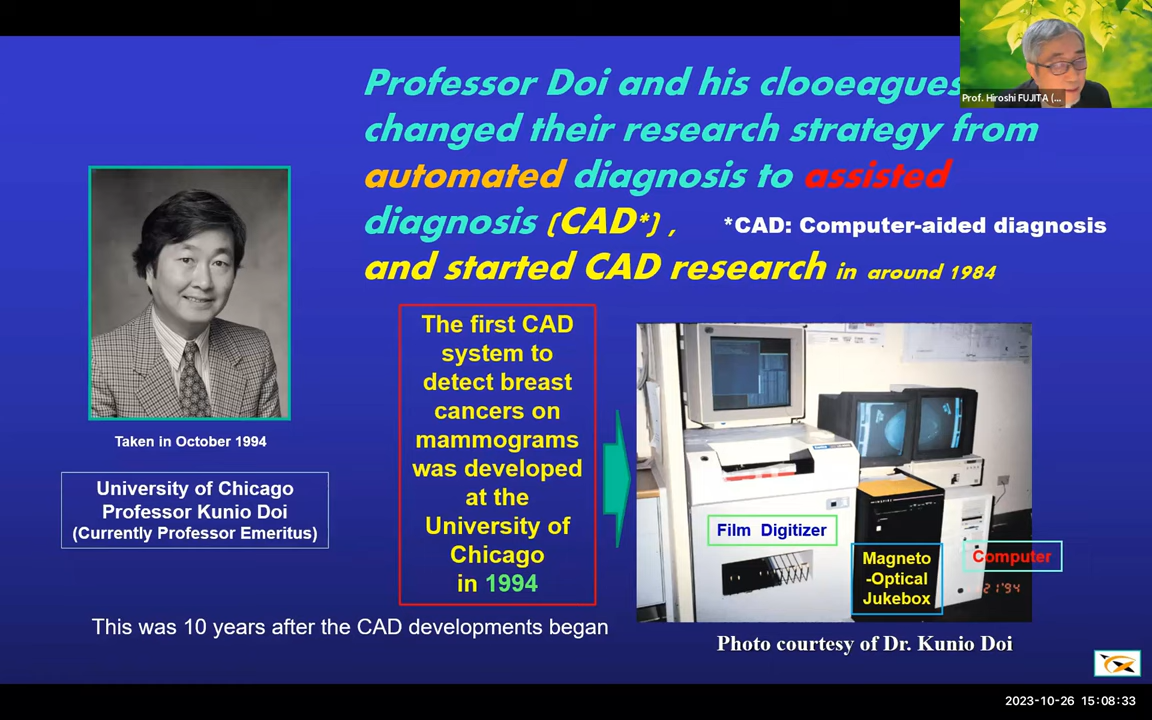 Professor Doi and his clooeagues
Prof. Hiroshi FUJITA (...
changed their research strategy from
automated diagnosis to assisted
diagnosis (CAD*) ,
*CAD: Computer-aided diagnosis
and started CAD research in around 1984
Taken in October 1994
University of Chicago
Professor Kunio Doi
(Currently Professor Emeritus)
The first CAD
system to
detect breast
cancers on
mammograms
was developed
at the
University of
Chicago
in 1994
Film Digitizer
Magneto
-Optical
Jukebox
Computer
21'94
This was 10 years after the CAD developments began
Photo courtesy of Dr. Kunio Doi
2023-10-26 15:08:33